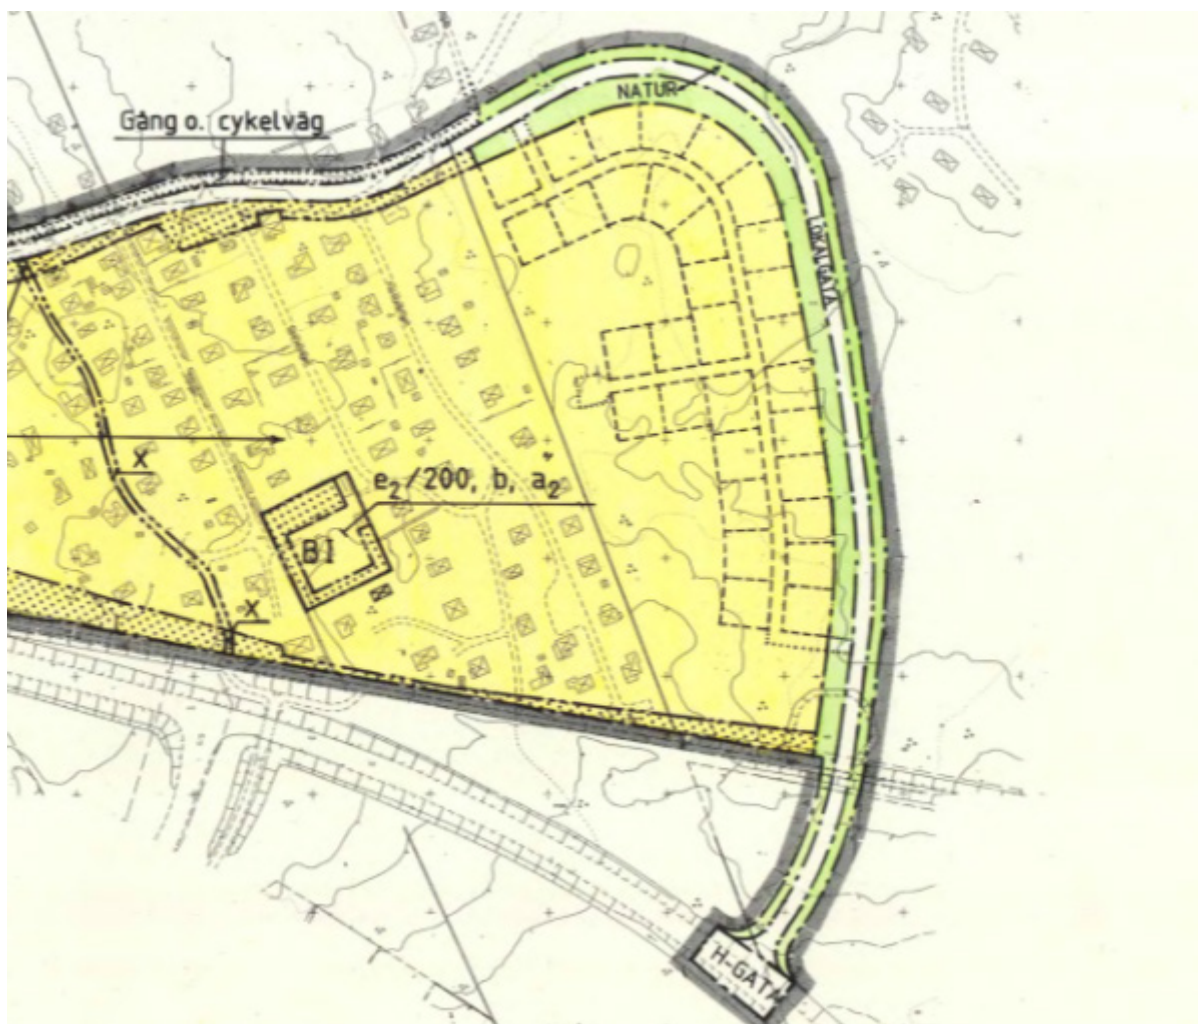 NATUR
Gång o. cykelväg
LOKALGATA
x
e₂/200, b, a₂
BI
x
H-GATA